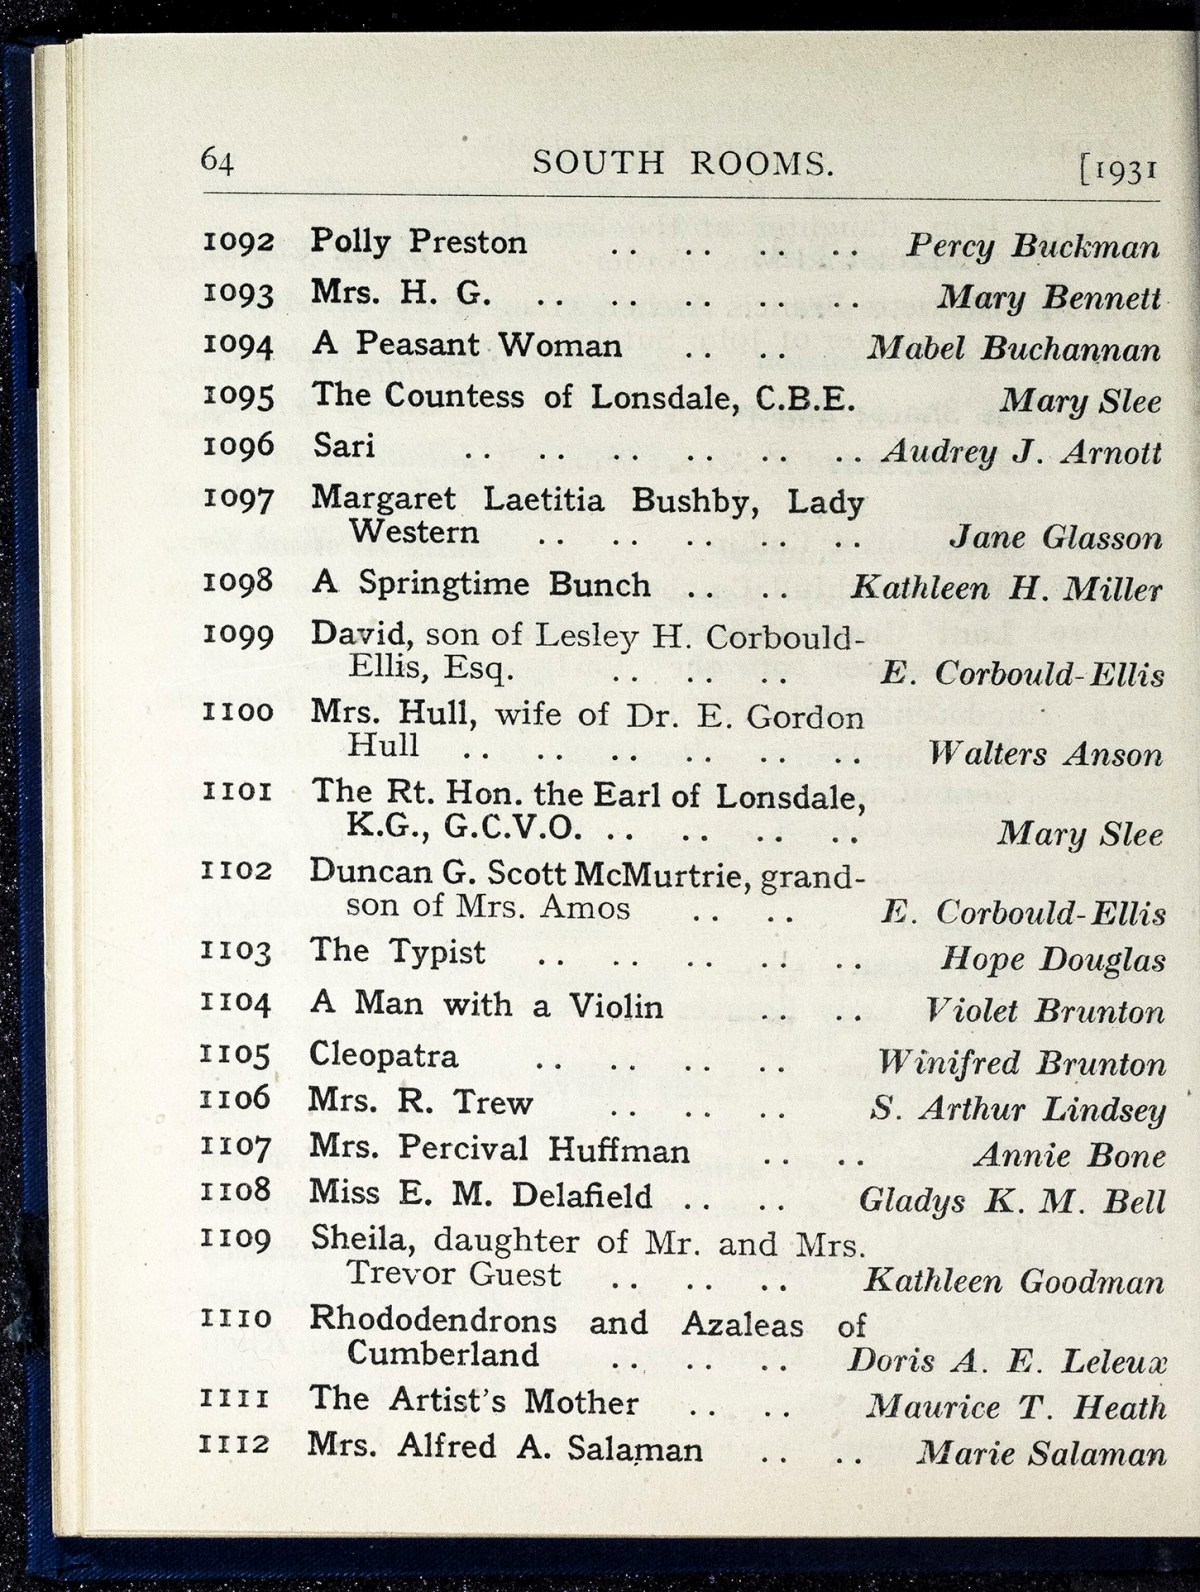 64 SOUTH ROOMS. [1931
1092 Polly Preston .. .. .. .. Percy Buckman
1093 Mrs. H. G. .. .. .. .. .. Mary Bennett
1094 A Peasant Woman .. .. Mabel Buchannan
1095 The Countess of Lonsdale, C.B.E. Mary Slee
1096 Sari .. .. .. .. .. .. Audrey J. Arnott
1097 Margaret Laetitia Bushby, Lady
Western .. .. .. .. .. Jane Glasson
1098 A Springtime Bunch .. .. Kathleen H. Miller
1099 David, son of Lesley H. Corbould-
Ellis, Esq. .. .. .. E. Corbould-Ellis
1100 Mrs. Hull, wife of Dr. E. Gordon
Hull .. .. .. .. .. .. Walters Anson
1101 The Rt. Hon. the Earl of Lonsdale,
K.G., G.C.V.O. .. .. .. .. Mary Slee
1102 Duncan G. Scott McMurtrie, grand-
son of Mrs. Amos .. .. E. Corbould-Ellis
1103 The Typist .. .. .. .. .. Hope Douglas
1104 A Man with a Violin .. .. Violet Brunton
1105 Cleopatra .. .. .. .. Winifred Brunton
1106 Mrs. R. Trew .. .. .. S. Arthur Lindsey
1107 Mrs. Percival Huffman .. .. Annie Bone
1108 Miss E. M. Delafield .. .. Gladys K. M. Bell
1109 Sheila, daughter of Mr. and Mrs.
Trevor Guest .. .. .. Kathleen Goodman
1110 Rhododendrons and Azaleas of
Cumberland .. .. .. Doris A. E. Leleux
1111 The Artist's Mother .. .. Maurice T. Heath
1112 Mrs. Alfred A. Salaman .. .. Marie Salaman